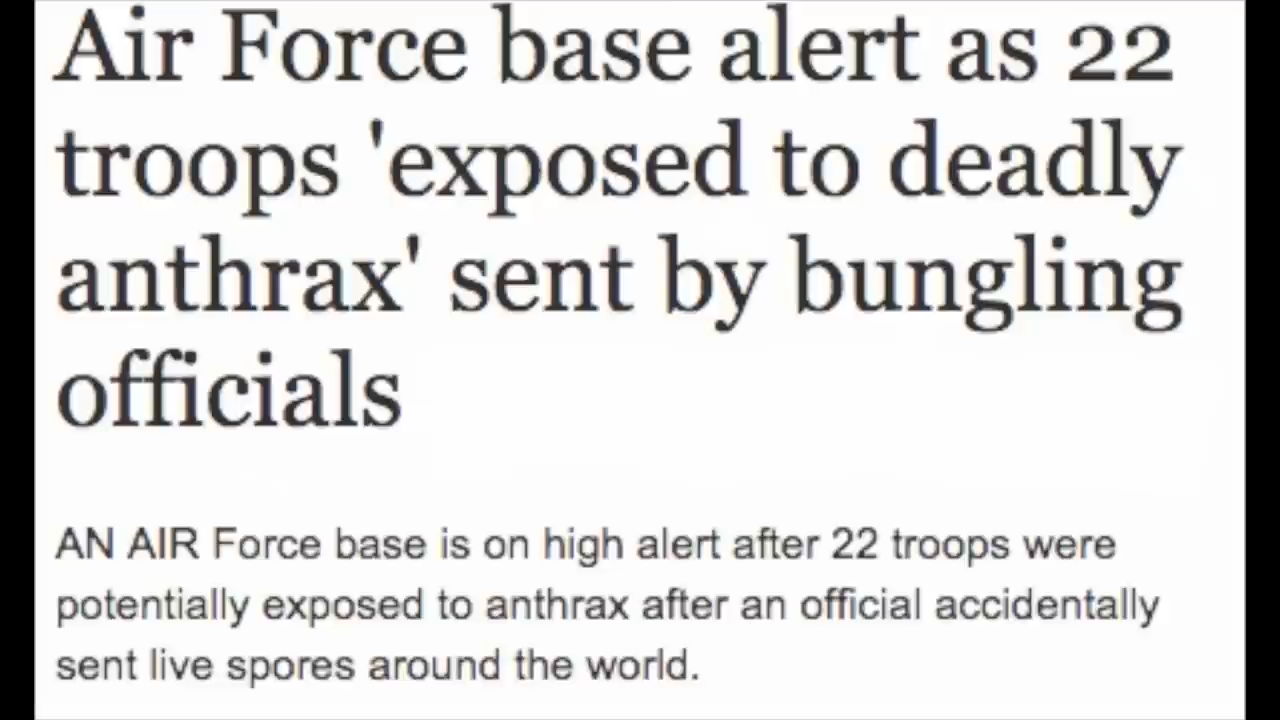 Air Force base alert as 22
troops 'exposed to deadly
anthrax' sent by bungling
officials
AN AIR Force base is on high alert after 22 troops were
potentially exposed to anthrax after an official accidentally
sent live spores around the world.